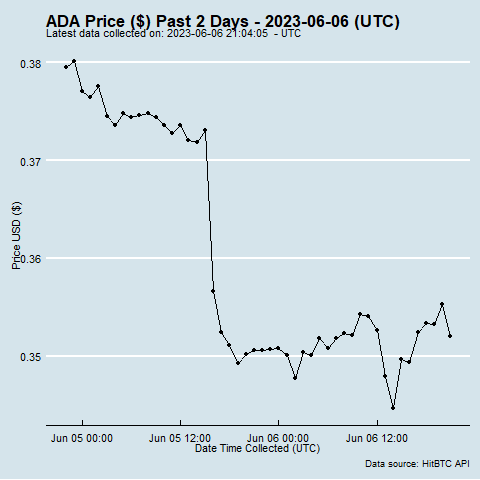 ADA Price ($) Past 2 Days - 2023-06-06 (UTC)
Latest data collected on: 2023-06-06 21:04:05 - UTC
0.38
0.37
0.36
0.35
Price USD ($)
Jun 05 00:00 Jun 05 12:00 Jun 06 00:00 Jun 06 12:00
Date Time Collected (UTC)
Data source: HitBTC API